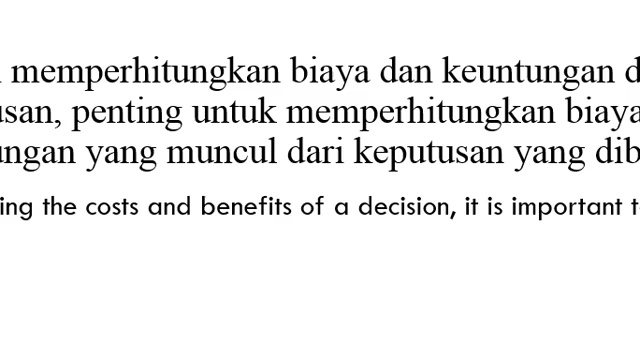 memperhitungkan biaya dan keuntungan d
usan, penting untuk memperhitungkan biaya
ungan yang muncul dari keputusan yang dib
ing the costs and benefits of a decision, it is important t